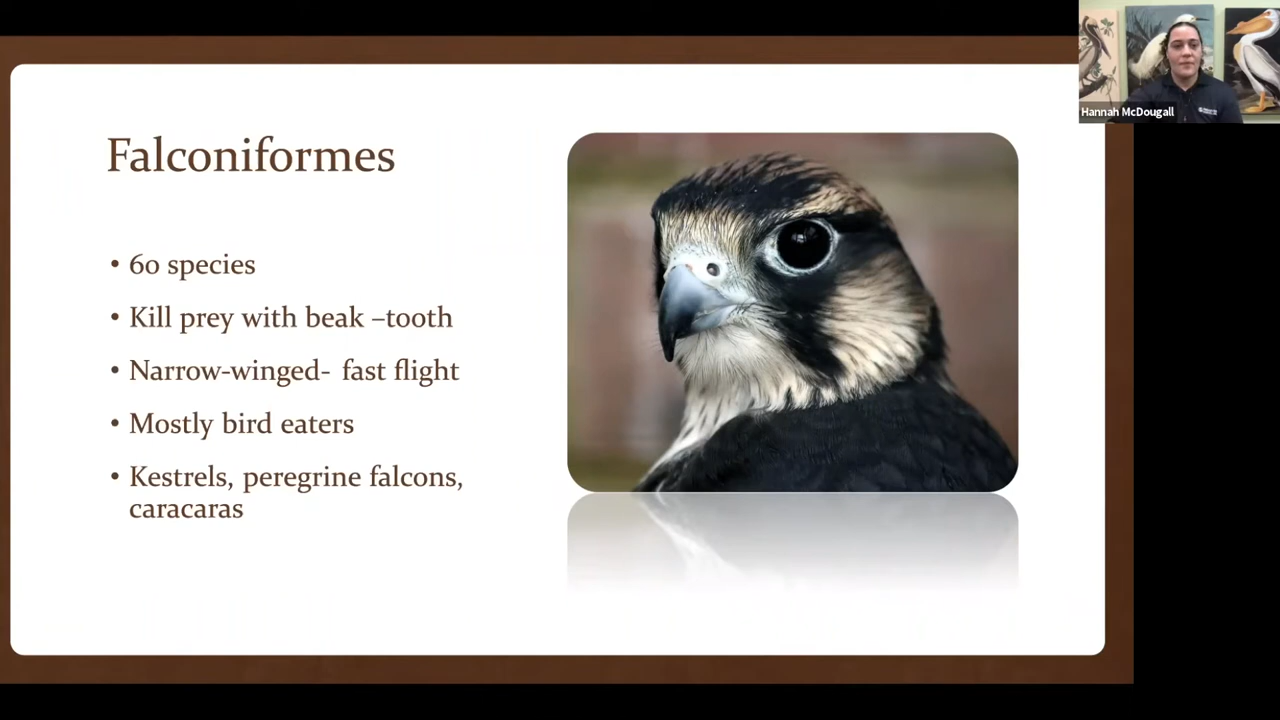 Falconiformes
• 60 species
• Kill prey with beak –tooth
• Narrow-winged- fast flight
• Mostly bird eaters
• Kestrels, peregrine falcons,
caracaras
Hannah McDougall